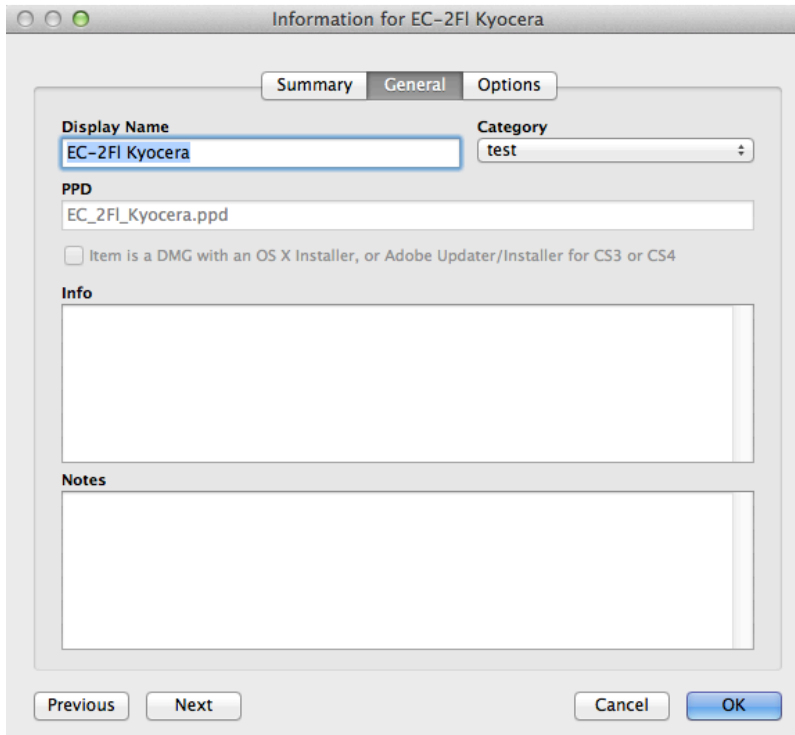 Information for EC-2Fl Kyocera
Summary General Options
Display Name Category
EC-2Fl Kyocera test
PPD
EC_2Fl_Kyocera.ppd
Item is a DMG with an OS X Installer, or Adobe Updater/Installer for CS3 or CS4
Info
Notes
Previous Next Cancel OK